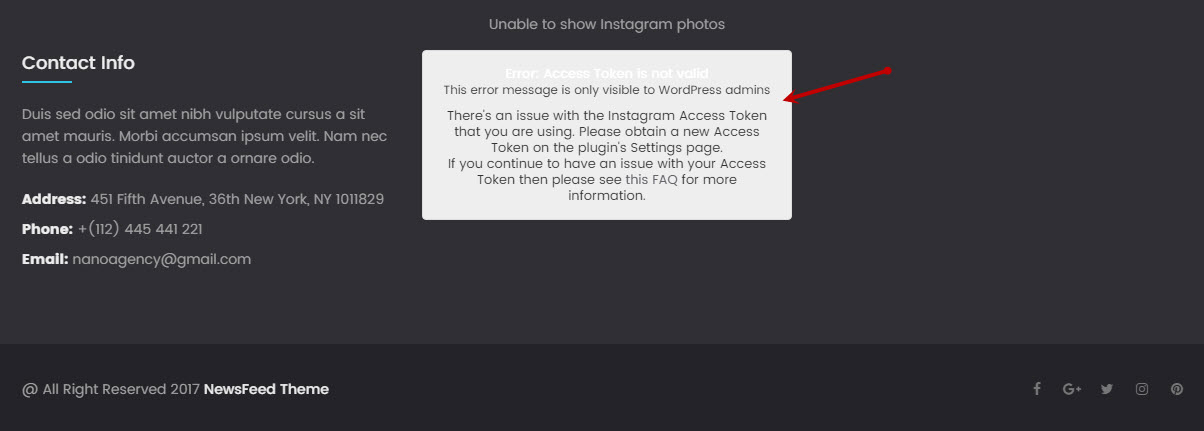 Unable to show Instagram photos
Contact Info
Duis sed odio sit amet nibh vulputate cursus a sit
amet mauris. Morbi accumsan ipsum velit. Nam nec
tellus a odio tinidunt auctor a ornare odio.
Address: 451 Fifth Avenue, 36th New York, NY 1011829
Phone: +(112) 445 441 221
Email: nanoagency@gmail.com
Error: Access Token is not valid
This error message is only visible to WordPress admins
There's an issue with the Instagram Access Token
that you are using. Please obtain a new Access
Token on the plugin's Settings page.
If you continue to have an issue with your Access
Token then please see this FAQ for more
information.
@ All Right Reserved 2017 NewsFeed Theme